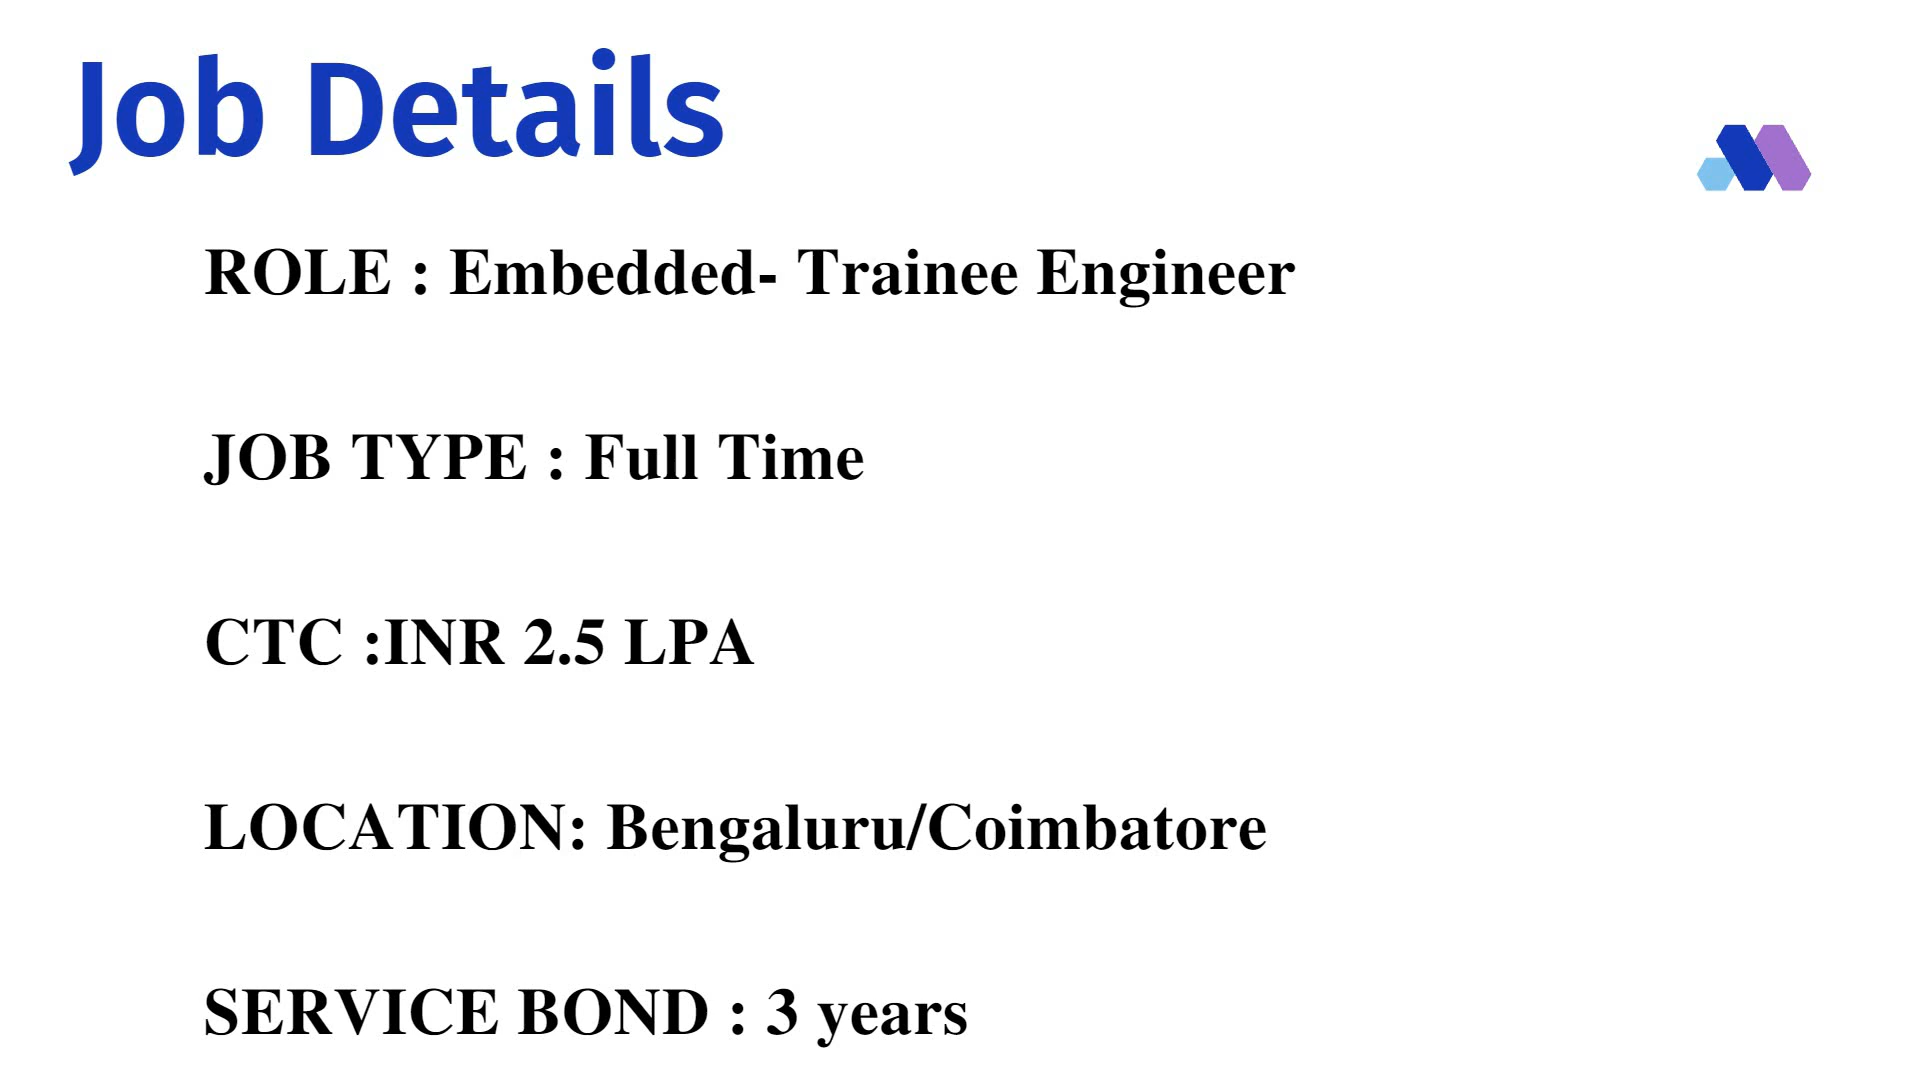 Job Details
ROLE : Embedded- Trainee Engineer
JOB TYPE : Full Time
CTC :INR 2.5 LPA
LOCATION: Bengaluru/Coimbatore
SERVICE BOND : 3 years